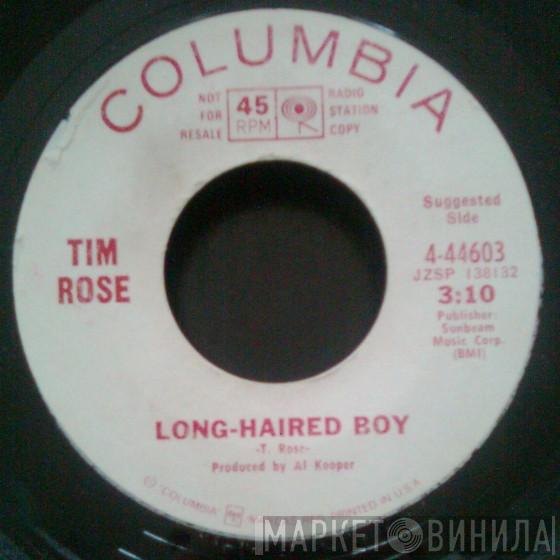 COLUMBIA
NOT
FOR
RESALE
45
RPM
RADIO
STATION
COPY
Suggested
Side
TIM
ROSE
4-44603
JZSP 138132
3:10
Publisher:
Sunbeam
Music Corp.
(BMI)
LONG-HAIRED BOY
-T. Rose-
Produced by Al Kooper
"COLUMBIA"
PRINTED IN U.S.A.
МАРКЕТ ВИНИЛА